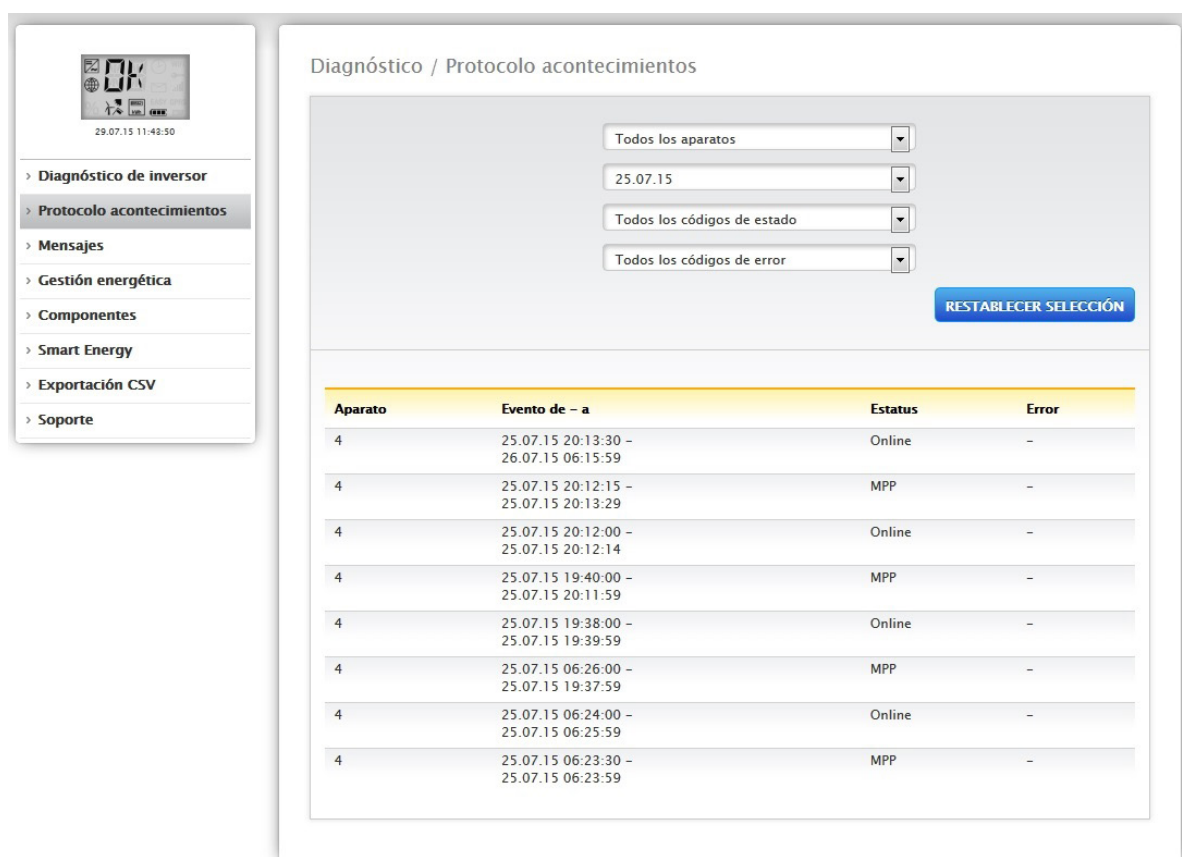 OK
29.07.15 11:43:50
Diagnóstico de inversor
Protocolo acontecimientos
Mensajes
Gestión energética
Componentes
Smart Energy
Exportación CSV
Soporte
Diagnóstico / Protocolo acontecimientos
Todos los aparatos
25.07.15
Todos los códigos de estado
Todos los códigos de error
RESTABLECER SELECCIÓN
Aparato Evento de – a Estatus Error
4 25.07.15 20:13:30 – Online –
26.07.15 06:15:59
4 25.07.15 20:12:15 – MPP –
25.07.15 20:13:29
4 25.07.15 20:12:00 – Online –
25.07.15 20:12:14
4 25.07.15 19:40:00 – MPP –
25.07.15 20:11:59
4 25.07.15 19:38:00 – Online –
25.07.15 19:39:59
4 25.07.15 06:26:00 – MPP –
25.07.15 19:37:59
4 25.07.15 06:24:00 – Online –
25.07.15 06:25:59
4 25.07.15 06:23:30 – MPP –
25.07.15 06:23:59